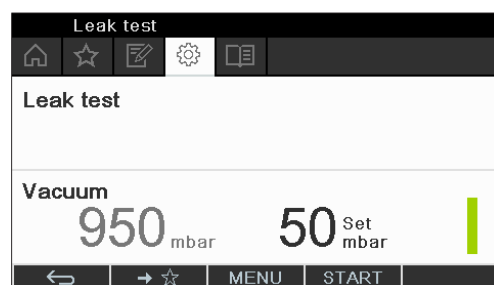 Leak test
Leak test
Vacuum
950 mbar 50 Set mbar
MENU START